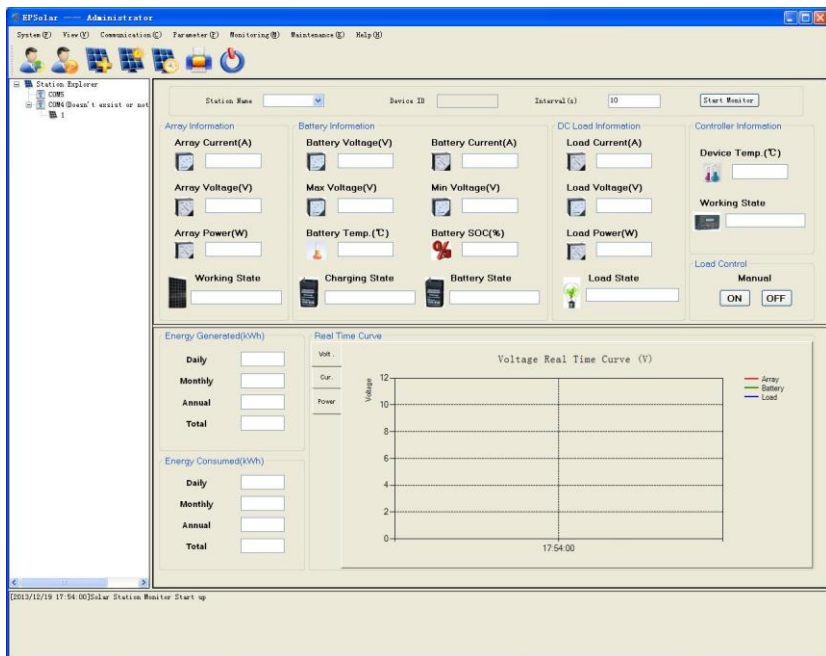 EPSolar —— Administrator
System(F) View(V) Communication(C) Parameter(P) Monitoring(M) Maintenance(X) Help(H)
Station Explorer
COM5
COM4(Doesn't assist or not
1
Station Name Device ID Interval(s) 10 Start Monitor
Array Information Battery Information DC Load Information Controller Information
Array Current(A) Battery Voltage(V) Battery Current(A) Load Current(A)
Device Temp.(℃)
Array Voltage(V) Max Voltage(V) Min Voltage(V) Load Voltage(V)
Working State
Array Power(W) Battery Temp.(℃) Battery SOC(%) Load Power(W)
Load Control
Working State Charging State Battery State Load State Manual
ON OFF
Energy Generated(kWh)
Daily
Monthly
Annual
Total
Energy Consumed(kWh)
Daily
Monthly
Annual
Total
Real Time Curve
Volt .
Cur .
Power
Voltage Real Time Curve (V)
Voltage
12
10
8
6
4
2
0
17:54:00
Array
Battery
Load
[2013/12/19 17:54:00]Solar Station Monitor Start up